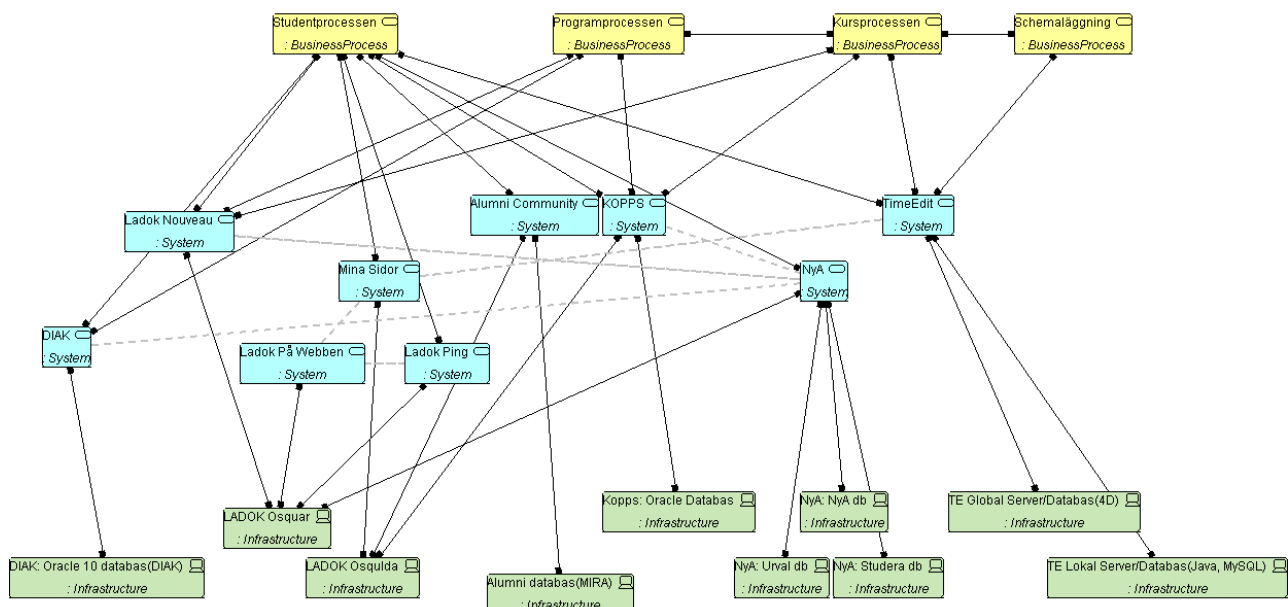 Studentprocessen
: BusinessProcess
Programprocessen
: BusinessProcess
Kursprocessen
: BusinessProcess
Schemaläggning
: BusinessProcess
Ladok Nouveau
: System
Alumni Community
: System
KOPPS
: System
TimeEdit
: System
Mina Sidor
: System
NyA
: System
DIAK
: System
Ladok På Webben
: System
Ladok Ping
: System
LADOK Osquar
: Infrastructure
Kopps: Oracle Databas
: Infrastructure
NyA: NyA db
: Infrastructure
TE Global Server/Databas(4D)
: Infrastructure
DIAK: Oracle 10 databas(DIAK)
: Infrastructure
LADOK Osqulda
: Infrastructure
Alumni databas(MIRA)
: Infrastructure
NyA: Urval db
: Infrastructure
NyA: Studera db
: Infrastructure
TE Lokal Server/Databas(Java, MySQL)
: Infrastructure